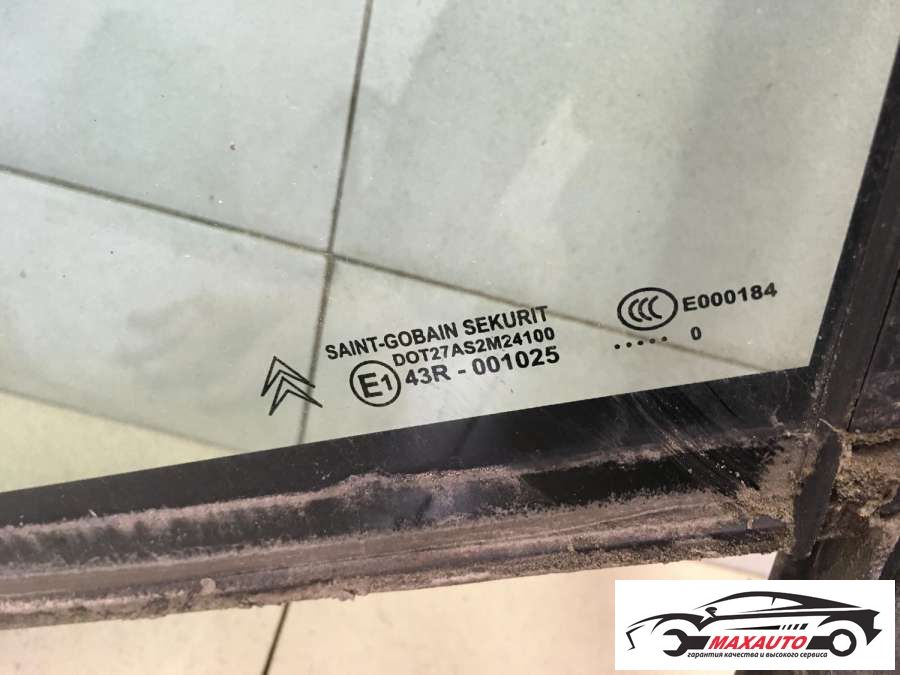 SAINT-GOBAIN SEKURIT
DOT27AS2M24100
E1 43R - 001025
CCC E000184
..... 0
MAXAUTO
гарантия качества и высокого сервиса